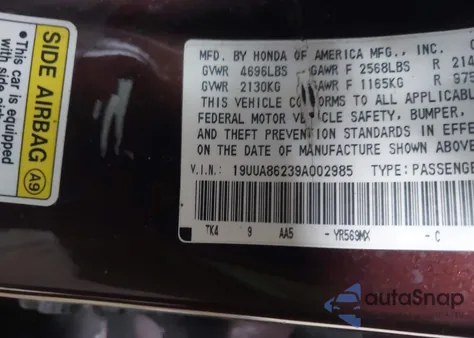 SIDE AIRBAG A9
This car is equipped
with side
MFD. BY HONDA OF AMERICA MFG., INC.
GVWR 4696LBS GAWR F 2568LBS R 214
GVWR 2130KG GAWR F 1165KG R 97
THIS VEHICLE CONFORMS TO ALL APPLICABL
FEDERAL MOTOR VEHICLE SAFETY, BUMPER,
AND THEFT PREVENTION STANDARDS IN EFFE
ON THE DATE OF MANUFACTURE SHOWN ABOVE
V.I.N.: 19UUA86239A002985 TYPE: PASSENGE
TK4 9 AA5 -YR569MX -C
autoSnap